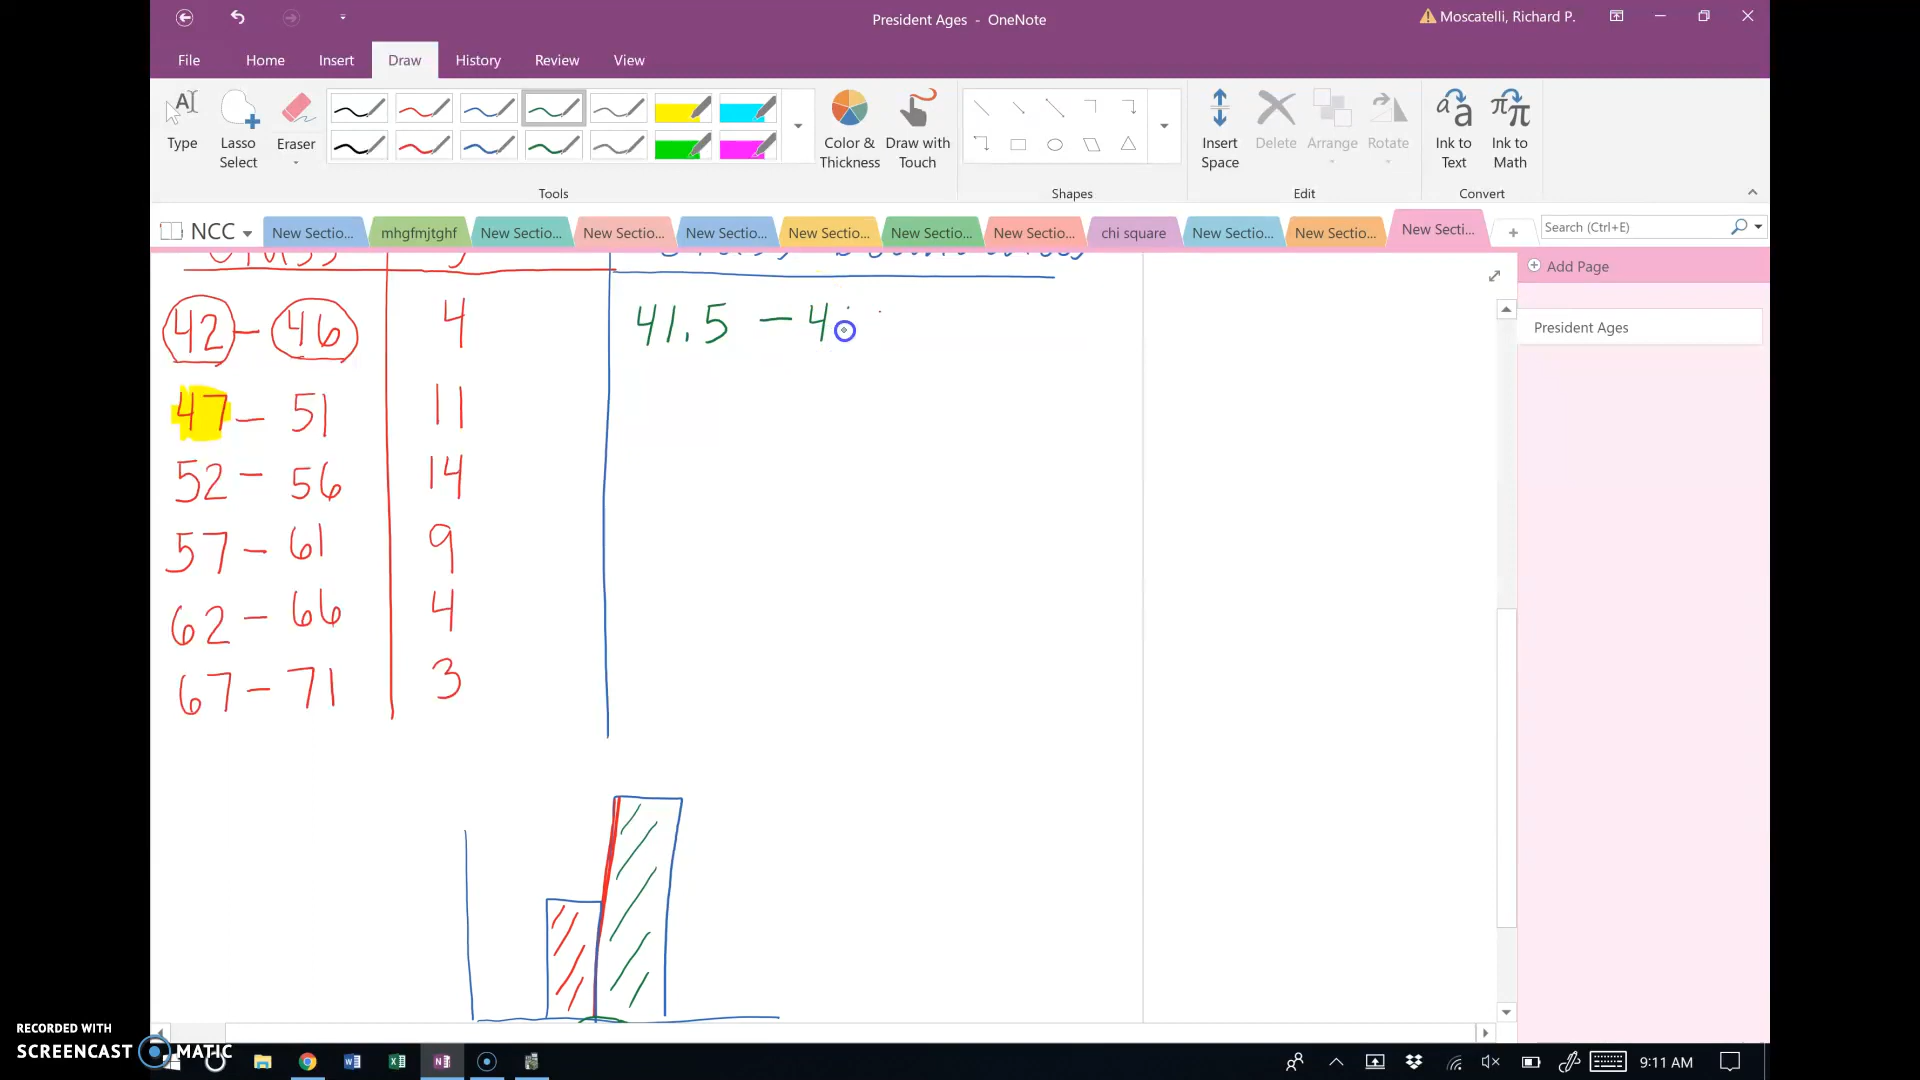 President Ages - OneNote
Moscatelli, Richard P.
File Home Insert Draw History Review View
Type
Lasso Select
Eraser
Color & Thickness
Draw with Touch
Insert Space
Delete
Arrange
Rotate
Ink to Text
Ink to Math
Tools Shapes Edit Convert
NCC New Sectio... mhgfmjtghf New Sectio... New Sectio... New Sectio... New Sectio... New Sectio... New Sectio... chi square New Sectio... New Sectio... New Secti... Search (Ctrl+E)
Add Page
President Ages
42 - 46 4 41.5 - 4
47 - 51 11
52 - 56 14
57 - 61 9
62 - 66 4
67 - 71 3
RECORDED WITH
SCREENCAST MATIC
9:11 AM